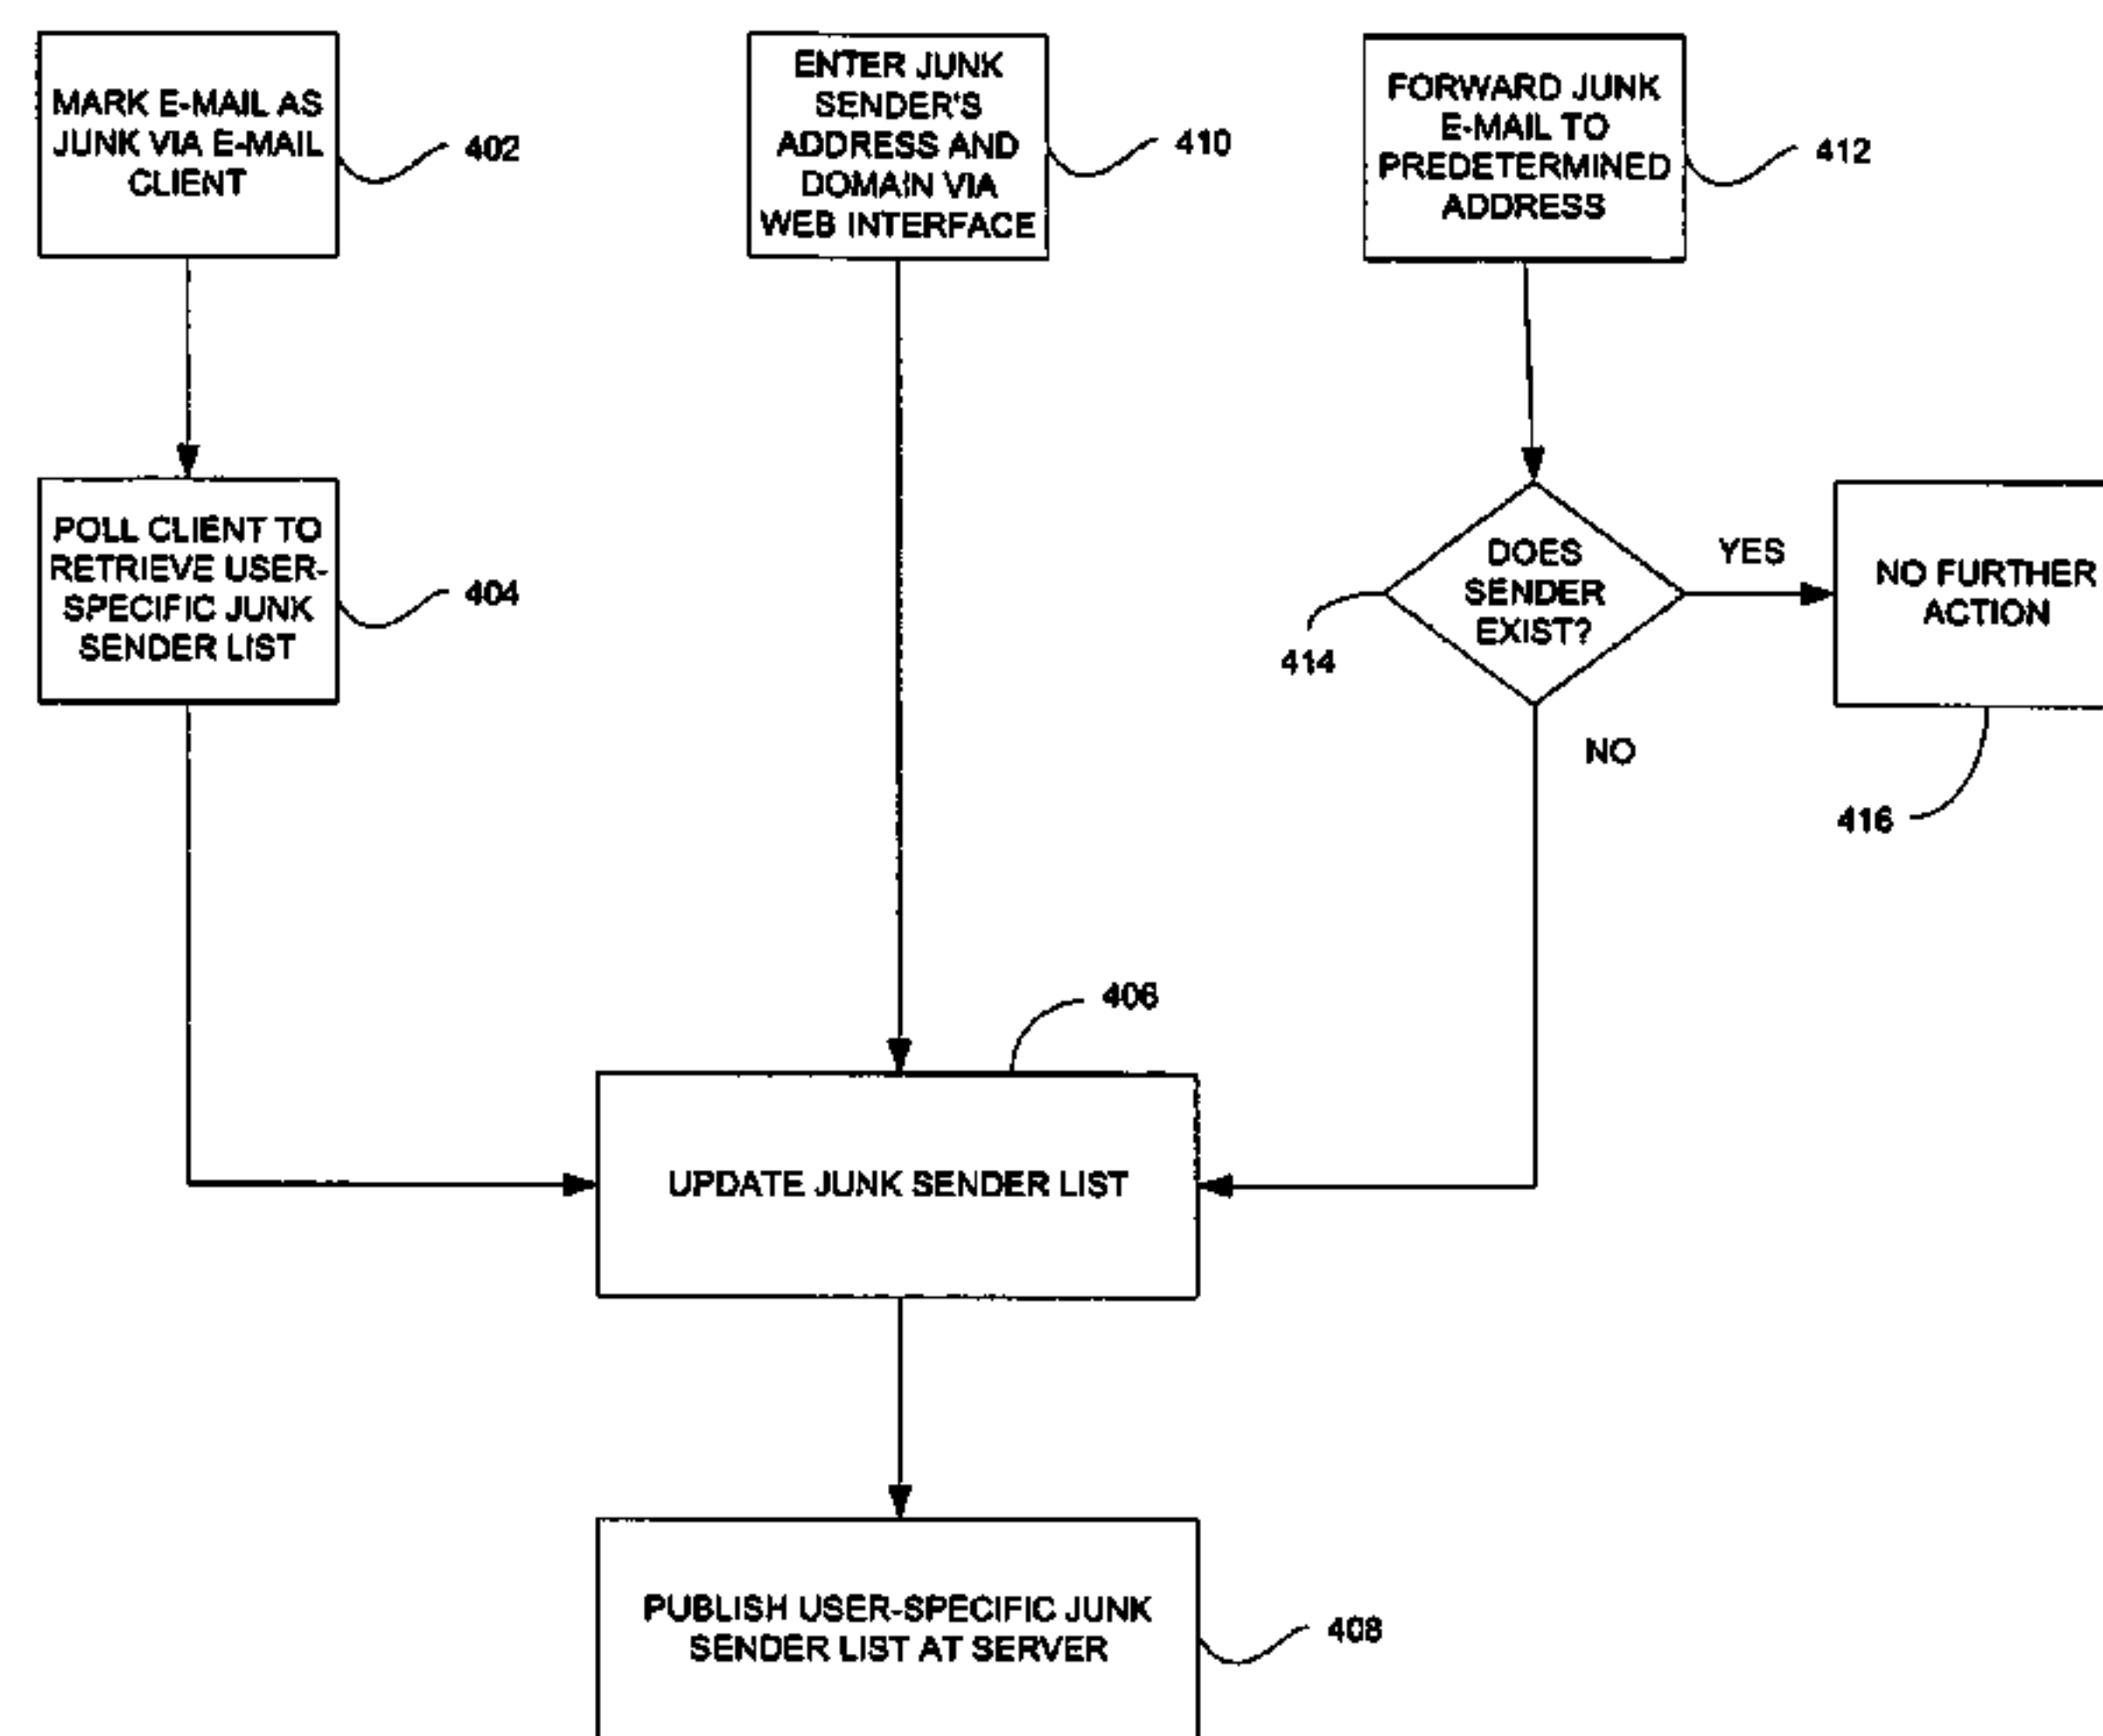 MARK E-MAIL AS
JUNK VIA E-MAIL
CLIENT
402
ENTER JUNK
SENDER'S
ADDRESS AND
DOMAIN VIA
WEB INTERFACE
410
FORWARD JUNK
E-MAIL TO
PREDETERMINED
ADDRESS
412
POLL CLIENT TO
RETRIEVE USER-
SPECIFIC JUNK
SENDER LIST
404
DOES
SENDER
EXIST?
414
YES
NO FURTHER
ACTION
416
NO
406
UPDATE JUNK SENDER LIST
PUBLISH USER-SPECIFIC JUNK
SENDER LIST AT SERVER
408